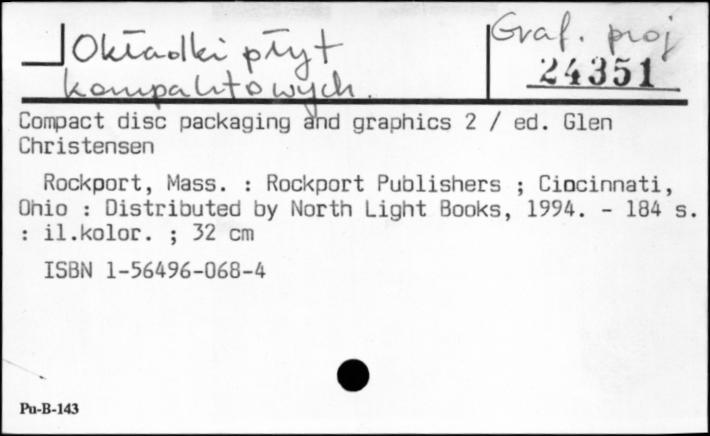 Okładki płyt
kompaktowych.
Graf. proj
24351
Compact disc packaging and graphics 2 / ed. Glen
Christensen
Rockport, Mass. : Rockport Publishers ; Cincinnati,
Ohio : Distributed by North Light Books, 1994. - 184 s.
: il.kolor. ; 32 cm
ISBN 1-56496-068-4
Pu-B-143